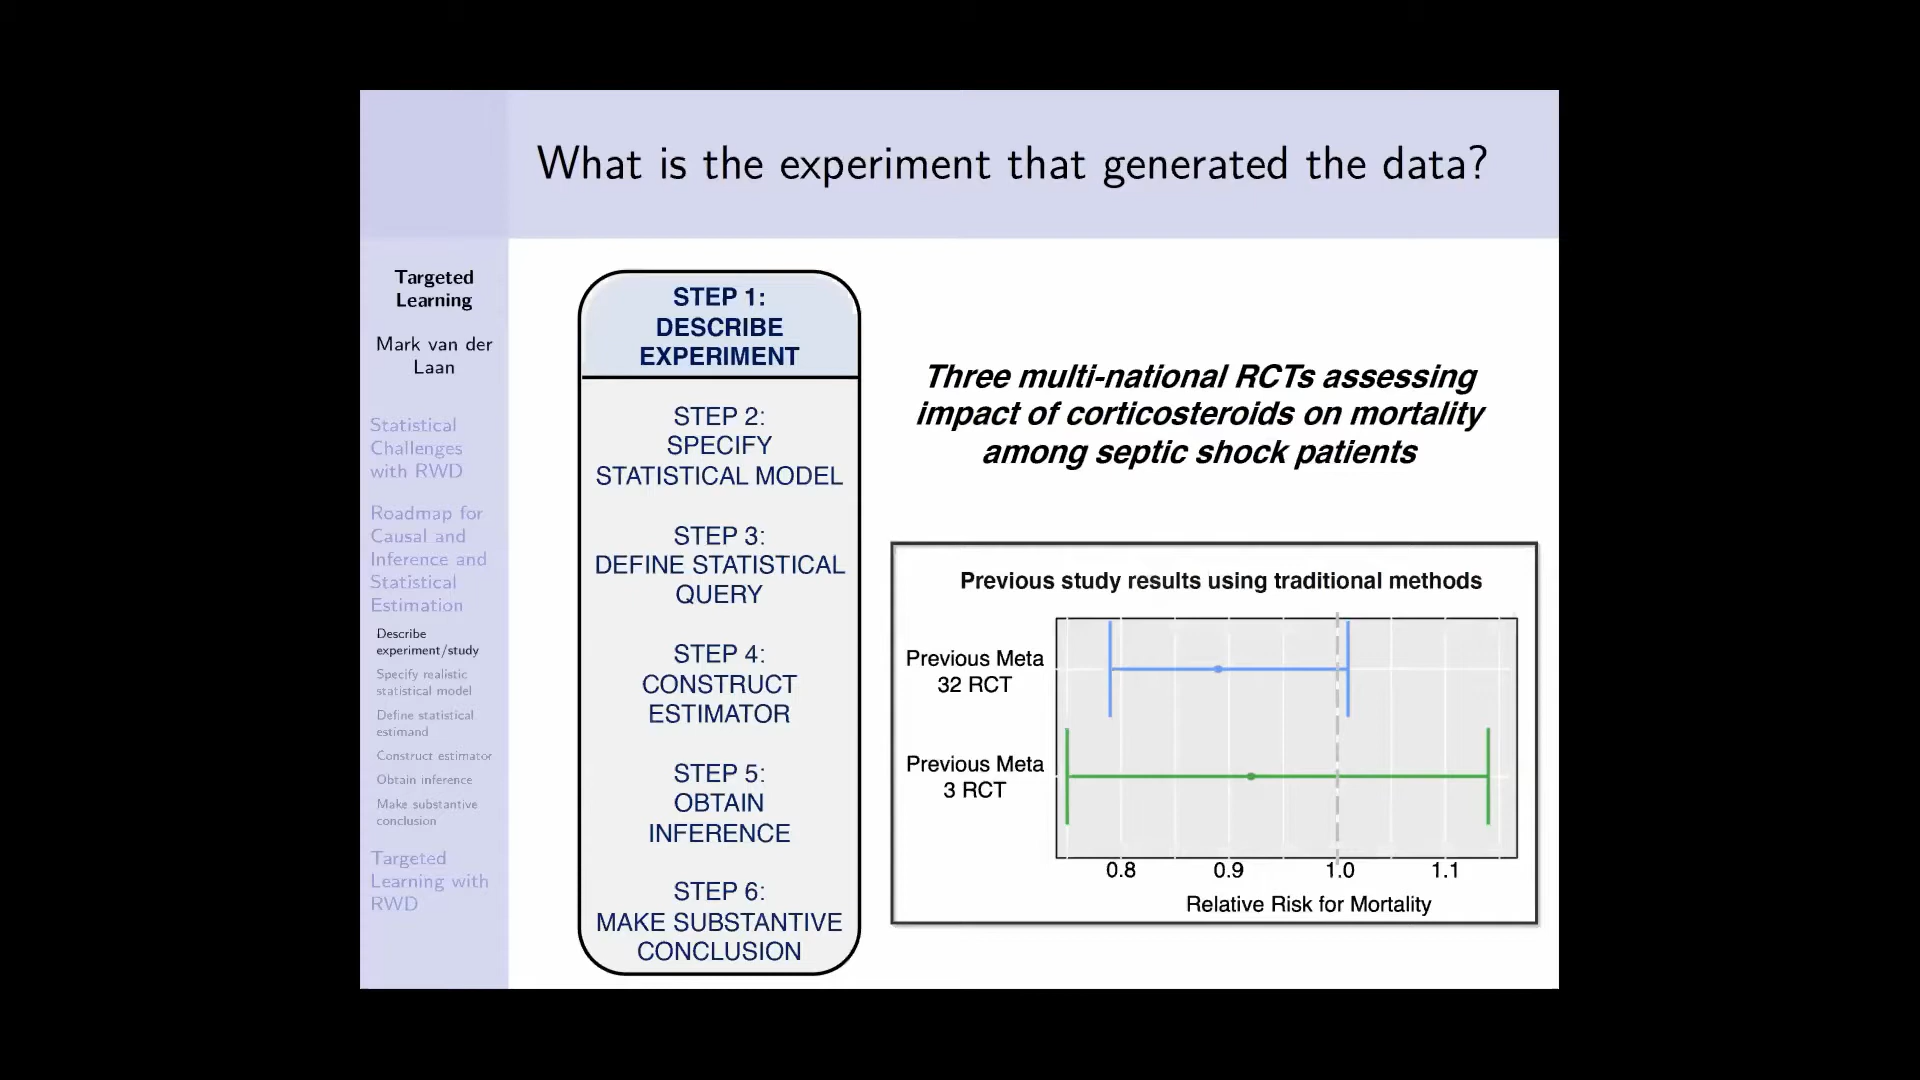 What is the experiment that generated the data?
Targeted
Learning
Mark van der
Laan
Statistical
Challenges
with RWD
Roadmap for
Causal and
Inference and
Statistical
Estimation
Describe
experiment/study
Specify realistic
statistical model
Define statistical
estimand
Construct estimator
Obtain inference
Make substantive
conclusion
Targeted
Learning with
RWD
STEP 1:
DESCRIBE
EXPERIMENT
STEP 2:
SPECIFY
STATISTICAL MODEL
STEP 3:
DEFINE STATISTICAL
QUERY
STEP 4:
CONSTRUCT
ESTIMATOR
STEP 5:
OBTAIN
INFERENCE
STEP 6:
MAKE SUBSTANTIVE
CONCLUSION
Three multi-national RCTs assessing
impact of corticosteroids on mortality
among septic shock patients
Previous study results using traditional methods
Previous Meta
32 RCT
Previous Meta
3 RCT
0.8 0.9 1.0 1.1
Relative Risk for Mortality